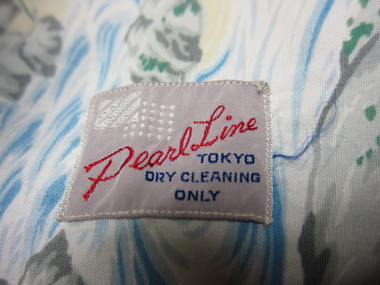 Pearl Line
TOKYO
DRY CLEANING
ONLY